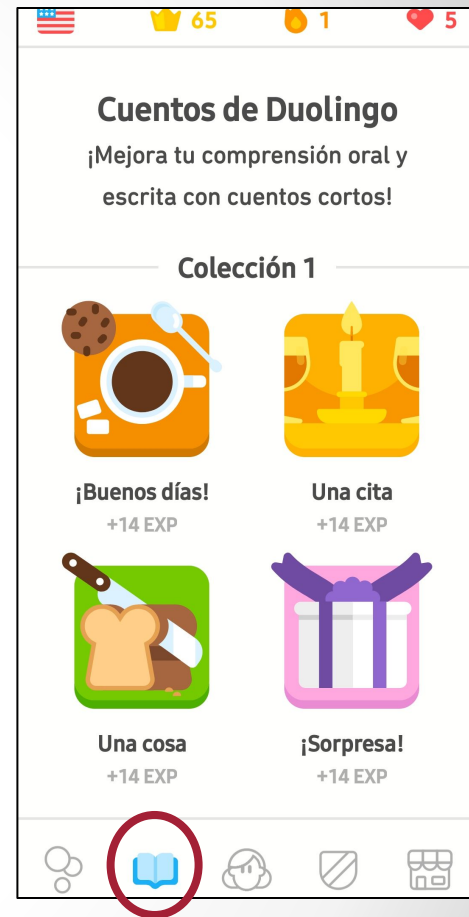 65 1 5
Cuentos de Duolingo
¡Mejora tu comprensión oral y
escrita con cuentos cortos!
Colección 1
¡Buenos días! Una cita
+14 EXP +14 EXP
Una cosa ¡Sorpresa!
+14 EXP +14 EXP